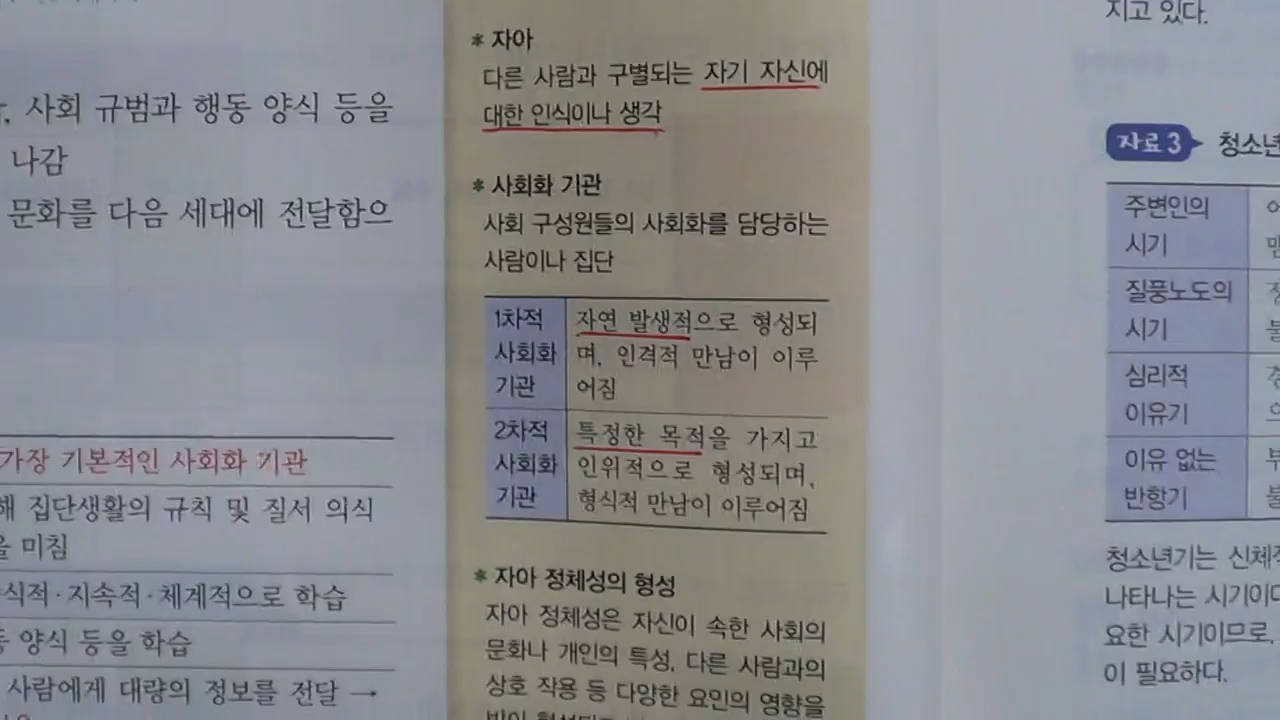 사회 규범과 행동 양식 등을
나감
문화를 다음 세대에 전달함으
가장 기본적인 사회화 기관
집단생활의 규칙 및 질서 의식
미침
지속적·체계적으로 학습
양식 등을 학습
사람에게 대량의 정보를 전달 →
* 자아
다른 사람과 구별되는 자기 자신에
대한 인식이나 생각
* 사회화 기관
사회 구성원들의 사회화를 담당하는
사람이나 집단
1차적
사회화
기관
자연 발생적으로 형성되
며, 인격적 만남이 이루
어짐
2차적
사회화
기관
특정한 목적을 가지고
인위적으로 형성되며,
형식적 만남이 이루어짐
* 자아 정체성의 형성
자아 정체성은 자신이 속한 사회의
문화나 개인의 특성, 다른 사람과의
상호 작용 등 다양한 요인의 영향을
지고 있다.
자료 3 청소년
주변인의
시기
질풍노도의
시기
심리적
이유기
이유 없는
반항기
청소년기는 신체적
나타나는 시기이다
요한 시기이므로,
이 필요하다.